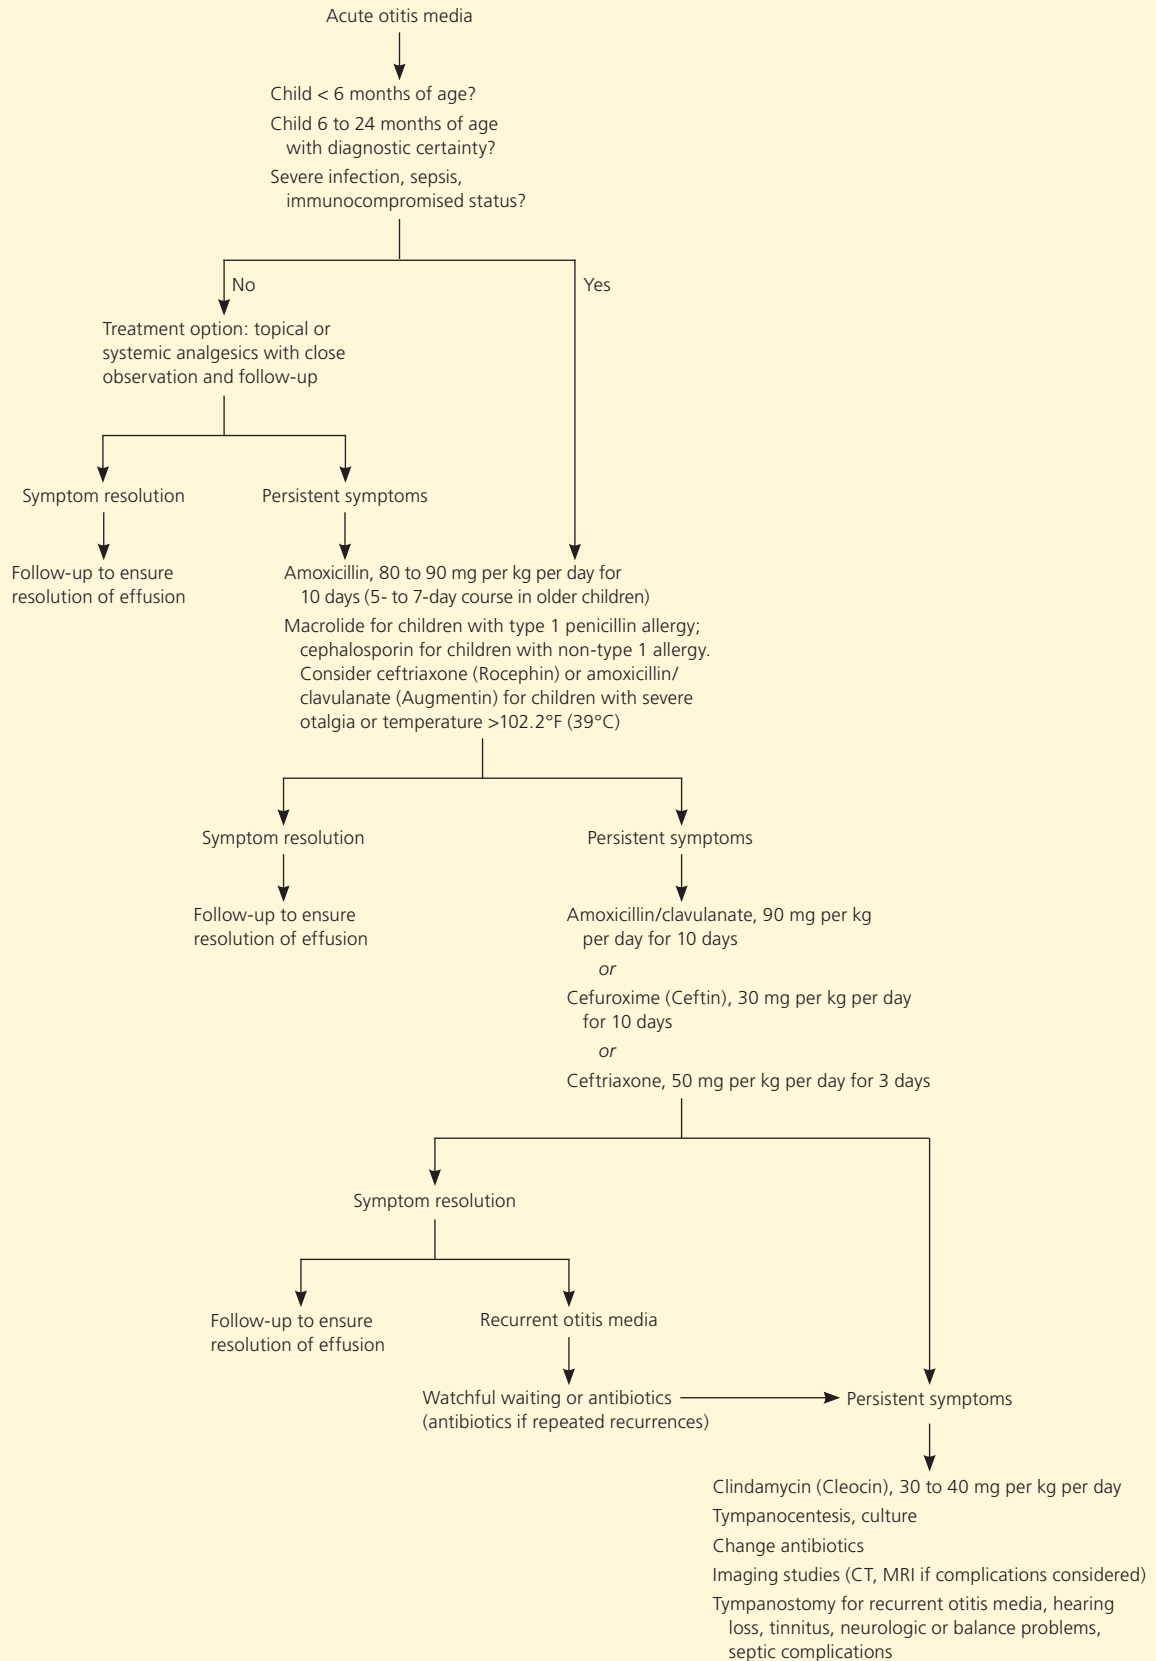 Acute otitis media
Child < 6 months of age?
Child 6 to 24 months of age
with diagnostic certainty?
Severe infection, sepsis,
immunocompromised status?
No
Yes
Treatment option: topical or
systemic analgesics with close
observation and follow-up
Symptom resolution
Persistent symptoms
Follow-up to ensure
resolution of effusion
Amoxicillin, 80 to 90 mg per kg per day for
10 days (5- to 7-day course in older children)
Macrolide for children with type 1 penicillin allergy;
cephalosporin for children with non-type 1 allergy.
Consider ceftriaxone (Rocephin) or amoxicillin/
clavulanate (Augmentin) for children with severe
otalgia or temperature >102.2°F (39°C)
Symptom resolution
Persistent symptoms
Follow-up to ensure
resolution of effusion
Amoxicillin/clavulanate, 90 mg per kg
per day for 10 days
or
Cefuroxime (Ceftin), 30 mg per kg per day
for 10 days
or
Ceftriaxone, 50 mg per kg per day for 3 days
Symptom resolution
Follow-up to ensure
resolution of effusion
Recurrent otitis media
Watchful waiting or antibiotics
(antibiotics if repeated recurrences)
Persistent symptoms
Clindamycin (Cleocin), 30 to 40 mg per kg per day
Tympanocentesis, culture
Change antibiotics
Imaging studies (CT, MRI if complications considered)
Tympanostomy for recurrent otitis media, hearing
loss, tinnitus, neurologic or balance problems,
septic complications